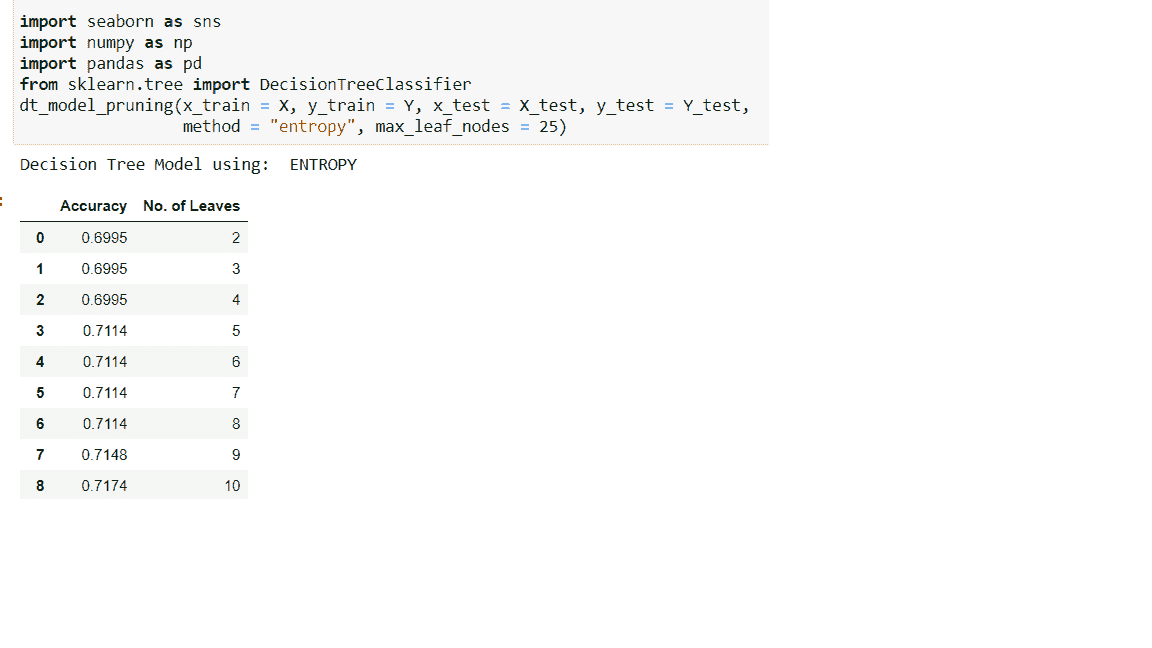 import seaborn as sns
import numpy as np
import pandas as pd
from sklearn.tree import DecisionTreeClassifier
dt_model_pruning(x_train = X, y_train = Y, x_test = X_test, y_test = Y_test,
                 method = "entropy", max_leaf_nodes = 25)
Decision Tree Model using:  ENTROPY
Accuracy No. of Leaves
0 0.6995 2
1 0.6995 3
2 0.6995 4
3 0.7114 5
4 0.7114 6
5 0.7114 7
6 0.7114 8
7 0.7148 9
8 0.7174 10